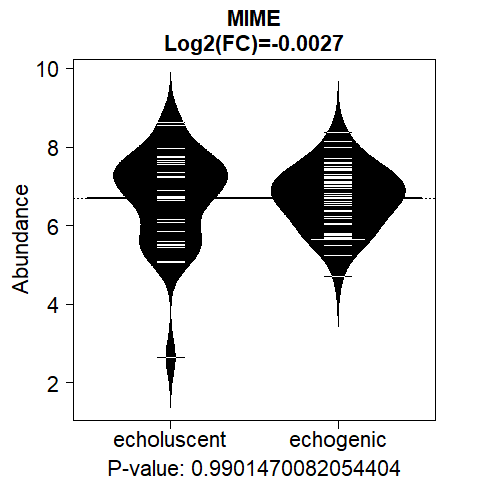 MIME
Log2(FC)=-0.0027
10
8
6
4
2
Abundance
echoluscent echogenic
P-value: 0.9901470082054404